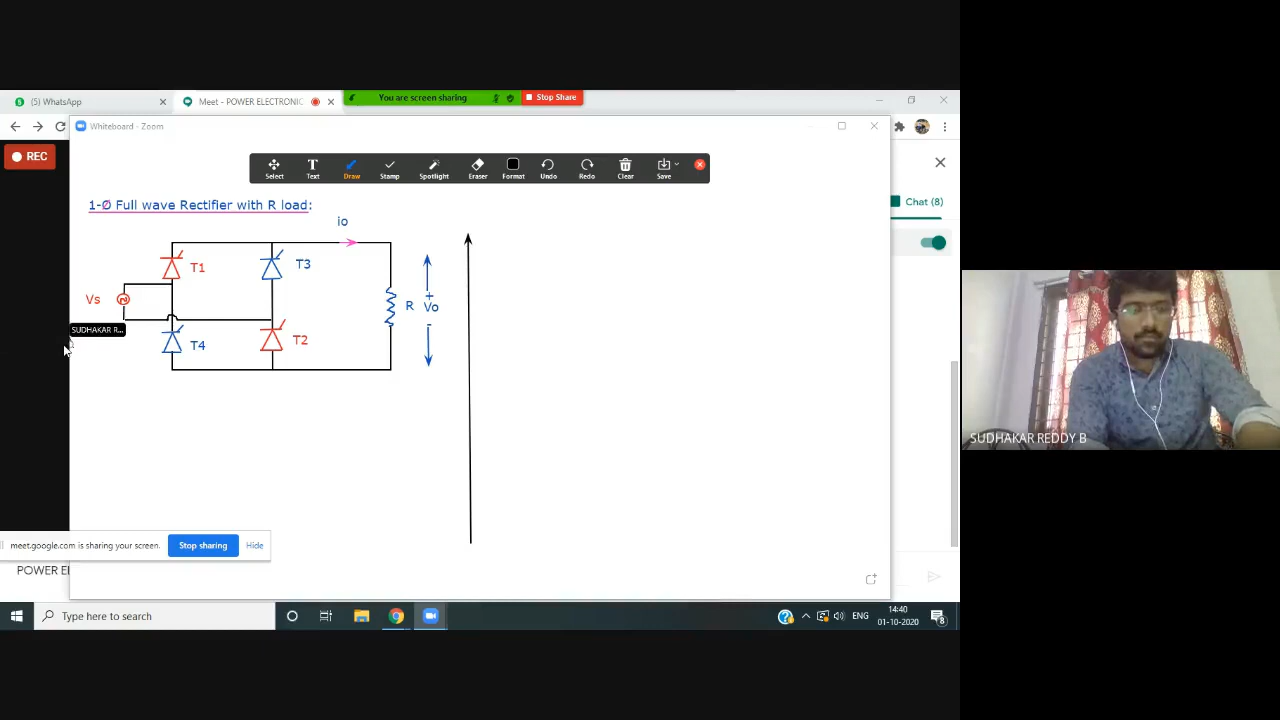 (5) WhatsApp
Meet - POWER ELECTRONIC
You are screen sharing
Stop Share
Whiteboard - Zoom
REC
Select
Text
Draw
Stamp
Spotlight
Eraser
Format
Undo
Redo
Clear
Save
Chat (8)
1-Ø Full wave Rectifier with R load:
io
T1
T3
Vs
R
+
Vo
-
SUDHAKAR R...
T4
T2
SUDHAKAR REDDY B
meet.google.com is sharing your screen.
Stop sharing
Hide
POWER El
Type here to search
ENG
14:40
01-10-2020
8